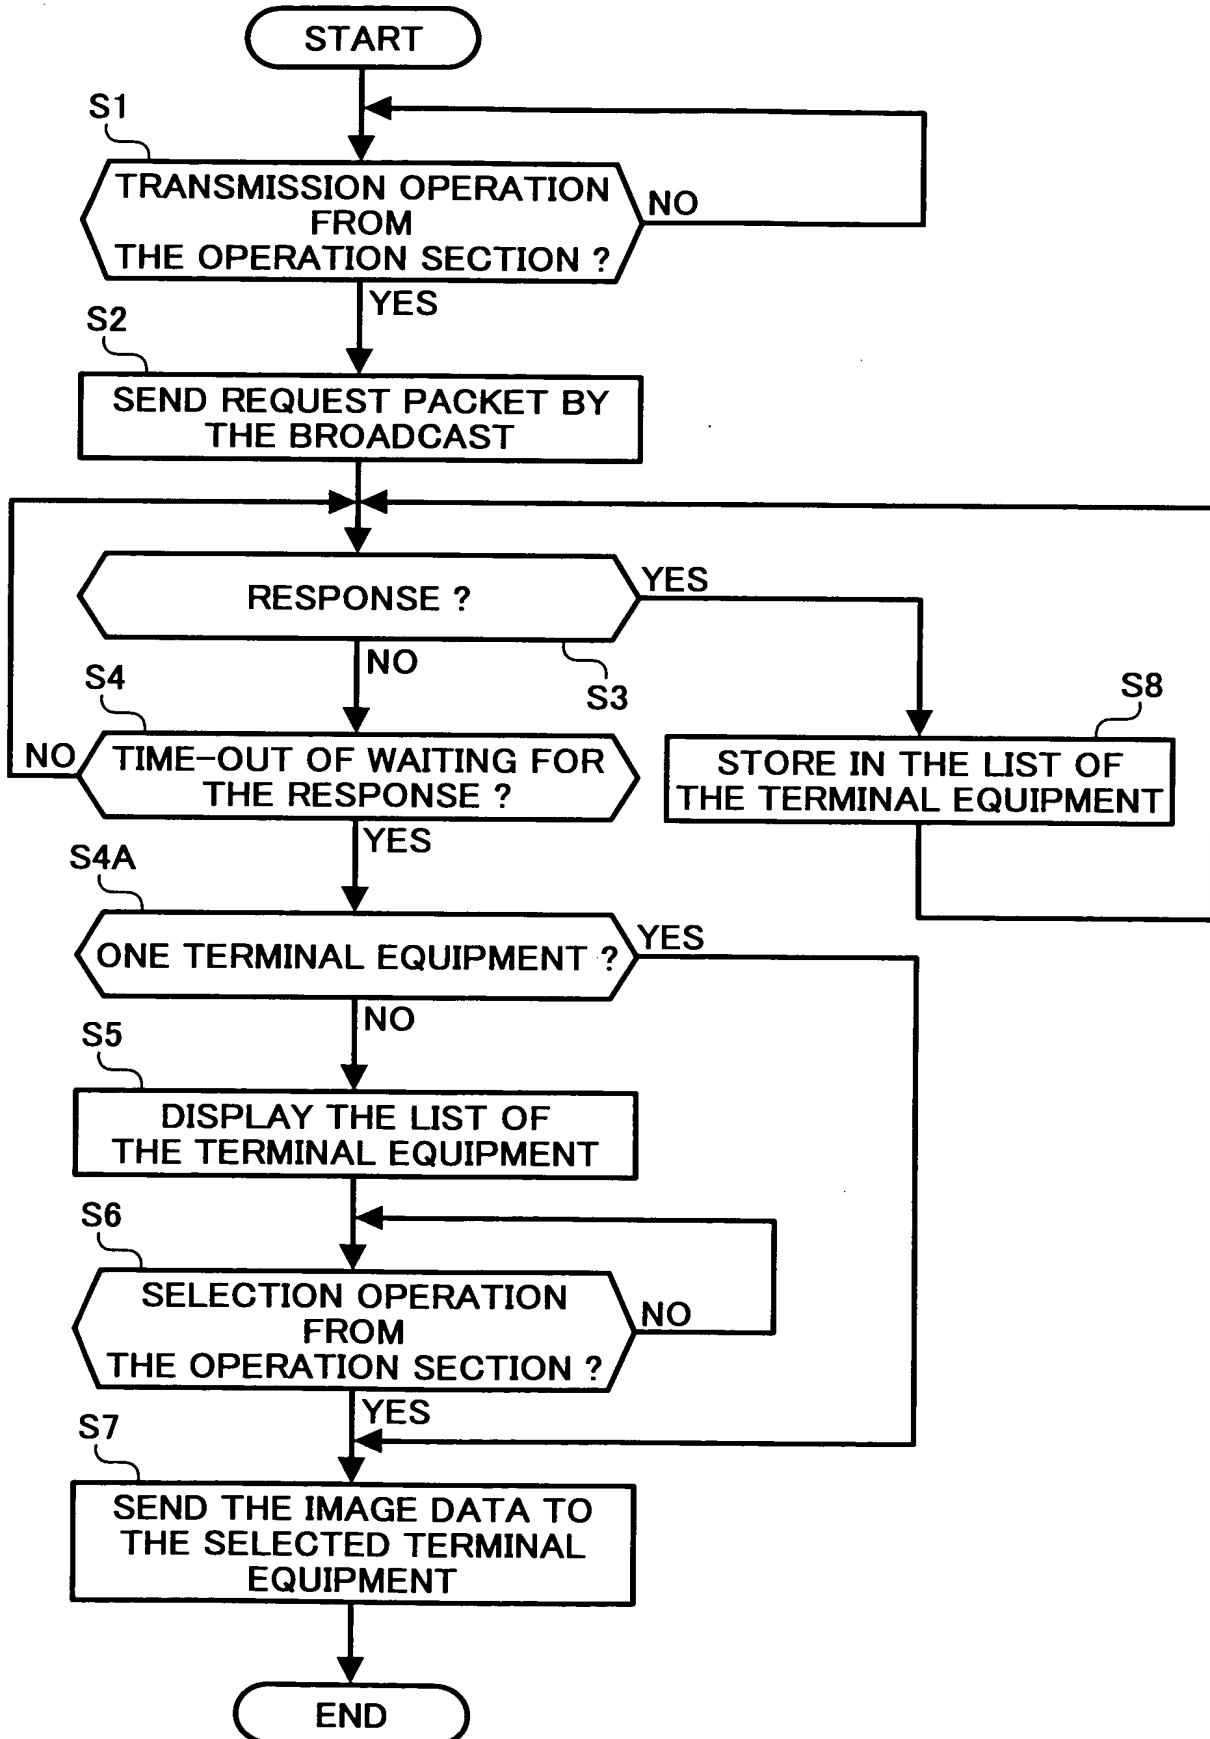 START
S1
TRANSMISSION OPERATION
FROM
THE OPERATION SECTION ?
NO
YES
S2
SEND REQUEST PACKET BY
THE BROADCAST
RESPONSE ?
YES
NO
S3
S4
TIME-OUT OF WAITING FOR
THE RESPONSE ?
NO
YES
S8
STORE IN THE LIST OF
THE TERMINAL EQUIPMENT
S4A
ONE TERMINAL EQUIPMENT ?
YES
NO
S5
DISPLAY THE LIST OF
THE TERMINAL EQUIPMENT
S6
SELECTION OPERATION
FROM
THE OPERATION SECTION ?
NO
YES
S7
SEND THE IMAGE DATA TO
THE SELECTED TERMINAL
EQUIPMENT
END